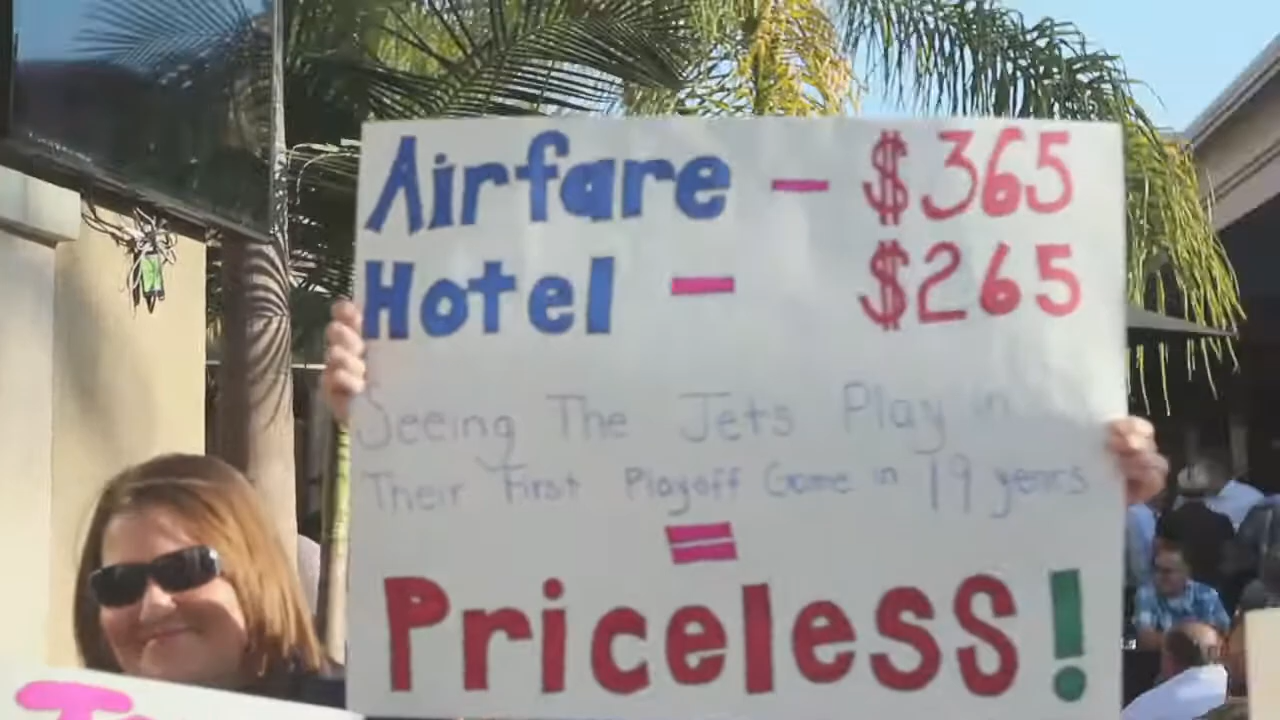 Airfare - $365
Hotel - $265
Seeing The Jets Play in
Their First Playoff Game in 19 years
=
Priceless!